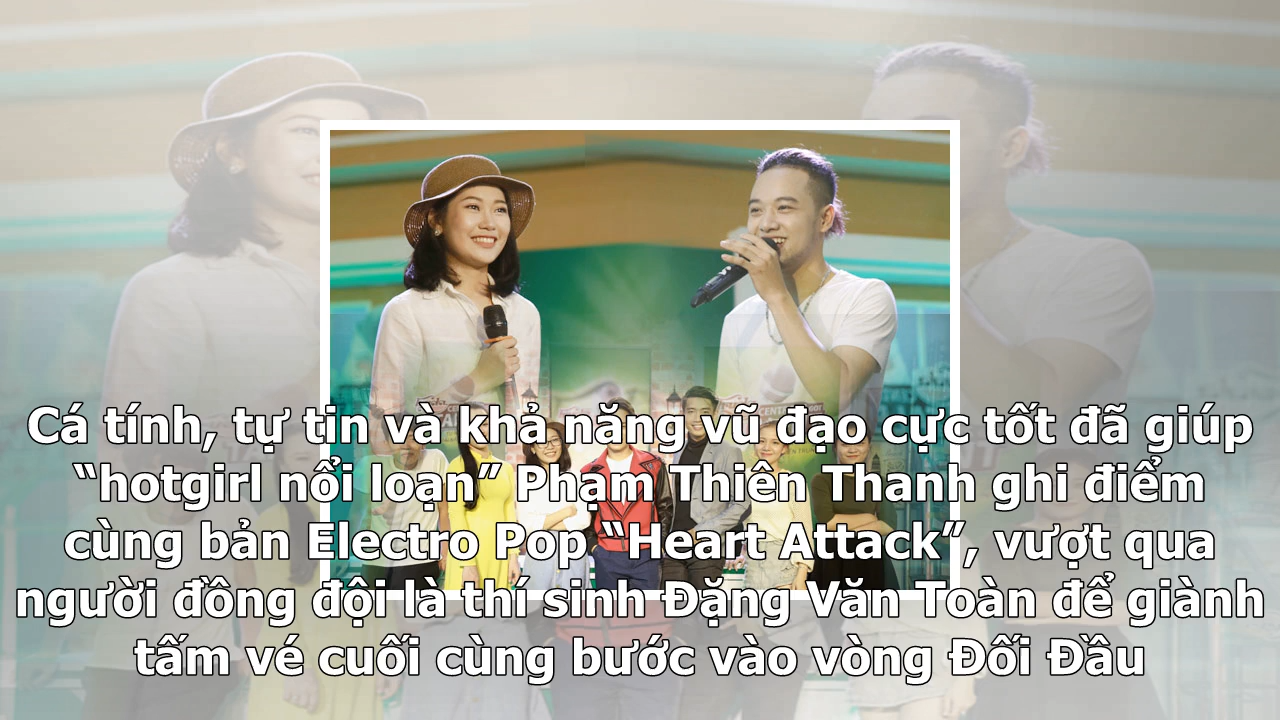 Cá tính, tự tin và khả năng vũ đạo cực tốt đã giúp
“hotgirl nổi loạn” Phạm Thiên Thanh ghi điểm
cùng bản Electro Pop “Heart Attack”, vượt qua
người đồng đội là thí sinh Đặng Văn Toàn để giành
tấm vé cuối cùng bước vào vòng Đối Đầu